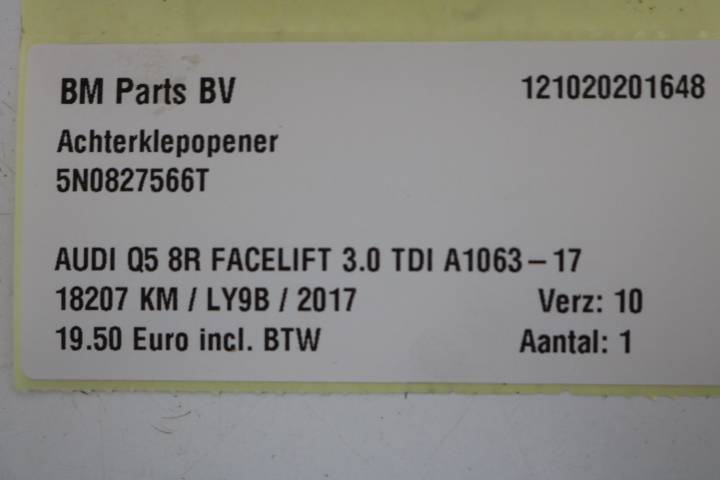 BM Parts BV 121020201648
Achterklepopener
5N0827566T
AUDI Q5 8R FACELIFT 3.0 TDI A1063-17
18207 KM / LY9B / 2017 Verz: 10
19.50 Euro incl. BTW Aantal: 1